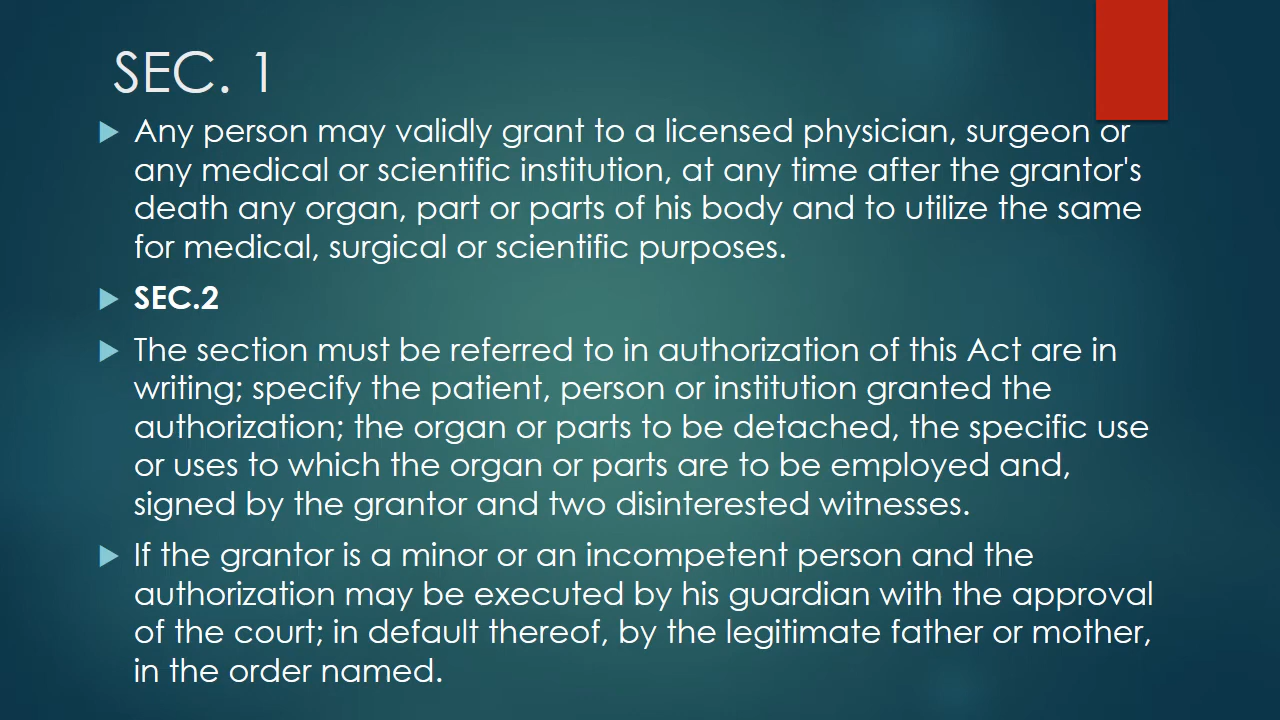 SEC. 1
Any person may validly grant to a licensed physician, surgeon or
any medical or scientific institution, at any time after the grantor's
death any organ, part or parts of his body and to utilize the same
for medical, surgical or scientific purposes.
SEC.2
The section must be referred to in authorization of this Act are in
writing; specify the patient, person or institution granted the
authorization; the organ or parts to be detached, the specific use
or uses to which the organ or parts are to be employed and,
signed by the grantor and two disinterested witnesses.
If the grantor is a minor or an incompetent person and the
authorization may be executed by his guardian with the approval
of the court; in default thereof, by the legitimate father or mother,
in the order named.